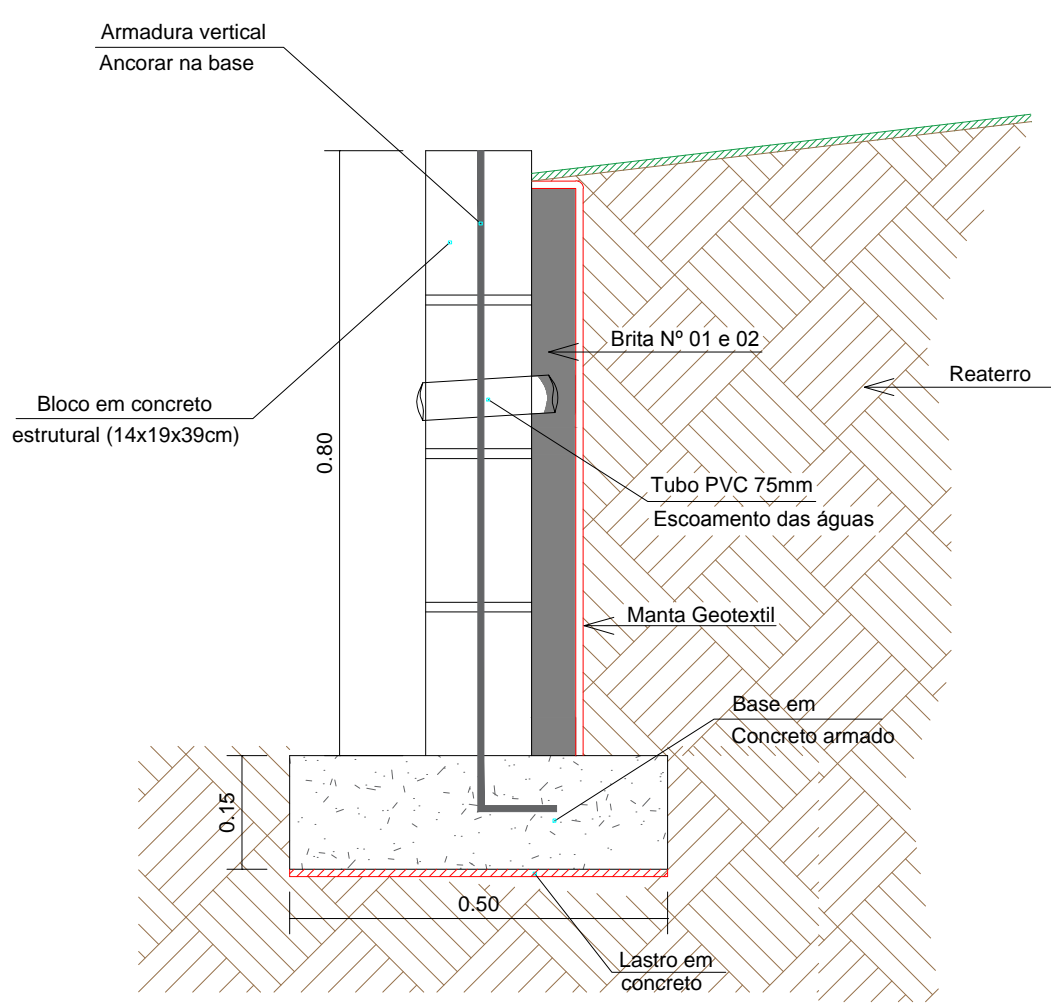 Armadura vertical
Ancorar na base
Brita Nº 01 e 02
Reaterro
Bloco em concreto
estrutural (14x19x39cm)
0.80
Tubo PVC 75mm
Escoamento das águas
Manta Geotextil
Base em
Concreto armado
0.15
0.50
Lastro em
concreto